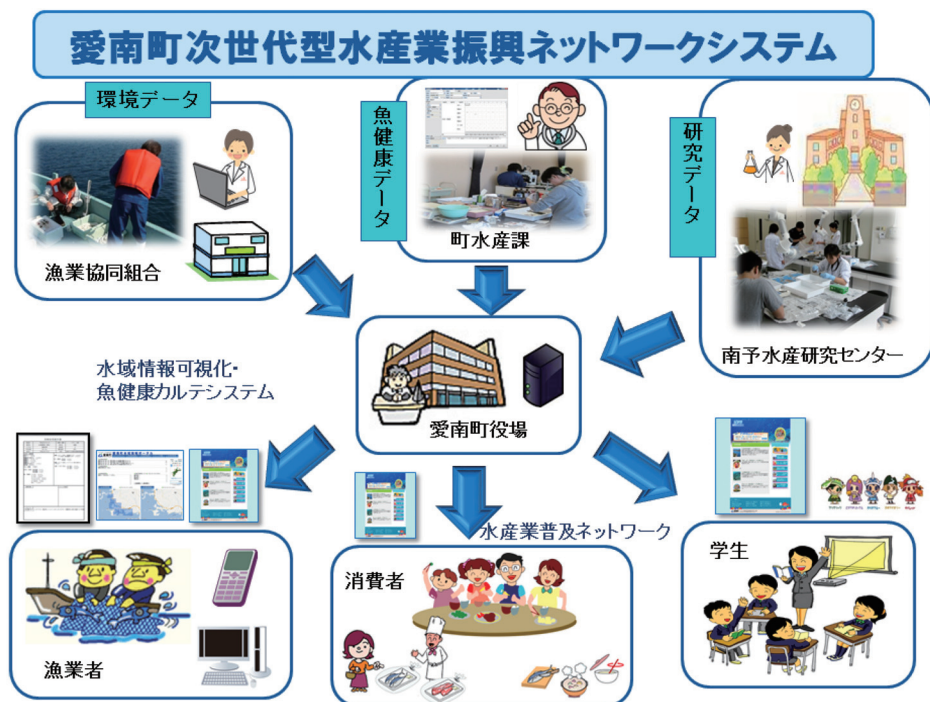 愛南町次世代型水産業振興ネットワークシステム
環境データ
漁業協同組合
魚健康データ
町水産課
研究データ
南予水産研究センター
愛南町役場
水域情報可視化・
魚健康カルテシステム
水産業普及ネットワーク
漁業者
消費者
学生